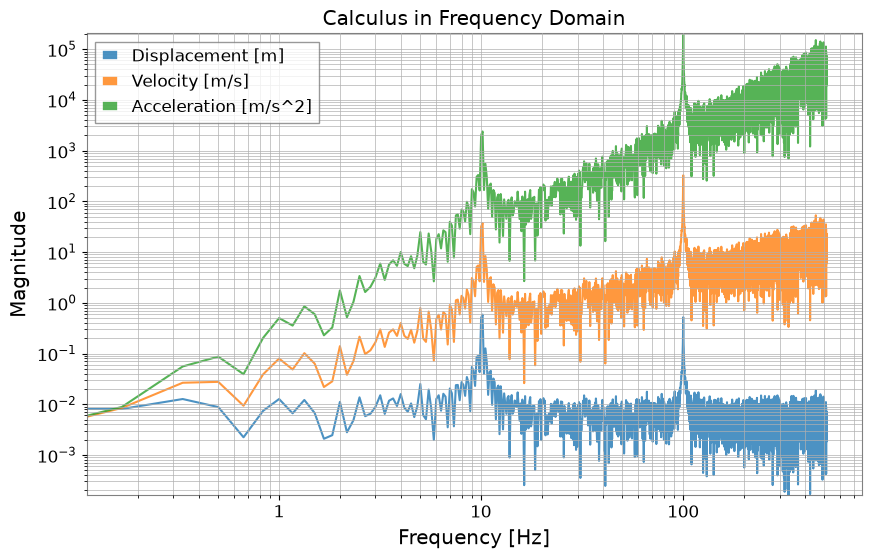 Calculus in Frequency Domain
Displacement [m]
Velocity [m/s]
Acceleration [m/s^2]
Magnitude
10⁵
10⁴
10³
10²
10¹
10⁰
10⁻¹
10⁻²
10⁻³
1 10 100
Frequency [Hz]